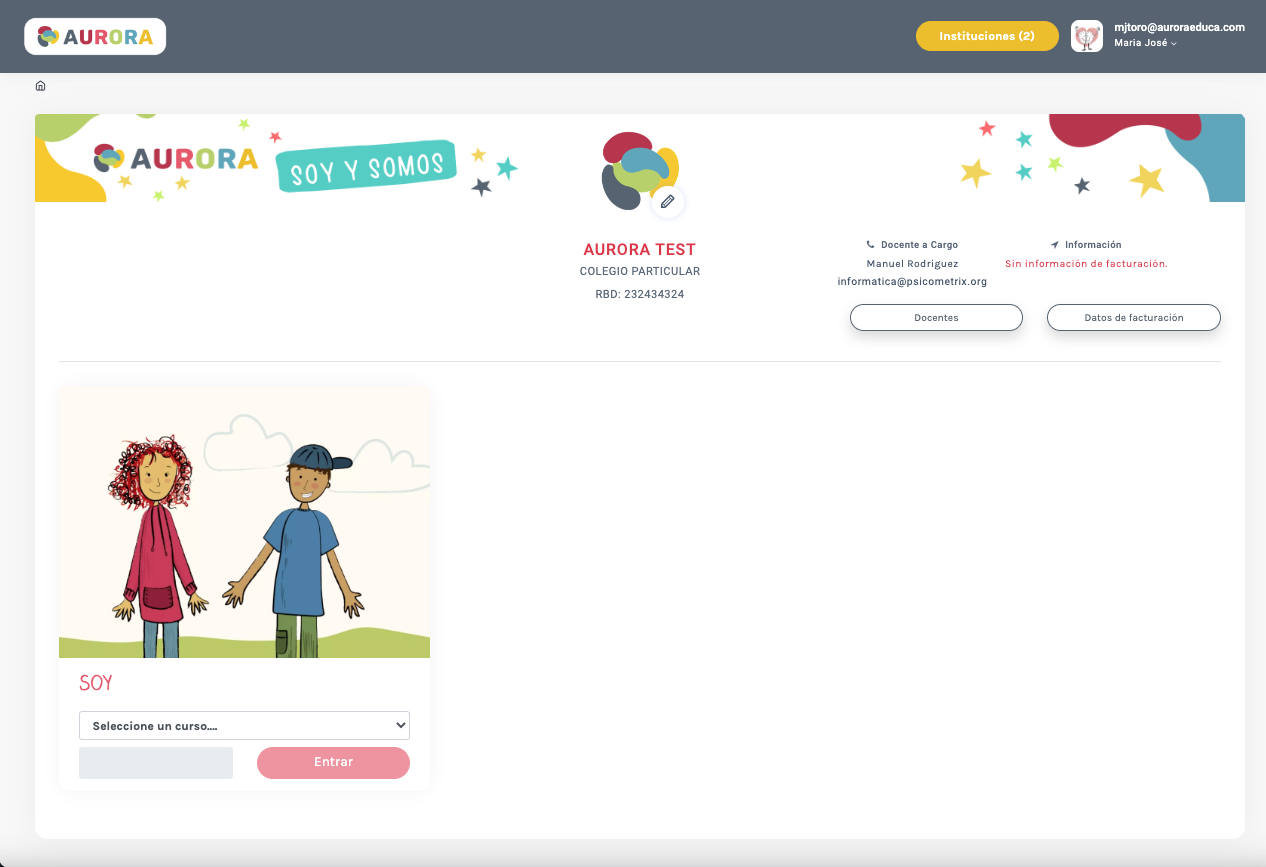 AURORA
Instituciones (2)
mjtoro@auroraeduca.com
Maria José
AURORA
SOY Y SOMOS
AURORA TEST
COLEGIO PARTICULAR
RBD: 232434324
Docente a Cargo
Manuel Rodriguez
informatica@psicometrix.org
Información
Sin información de facturación.
Docentes
Datos de facturación
SOY
Seleccione un curso....
Entrar